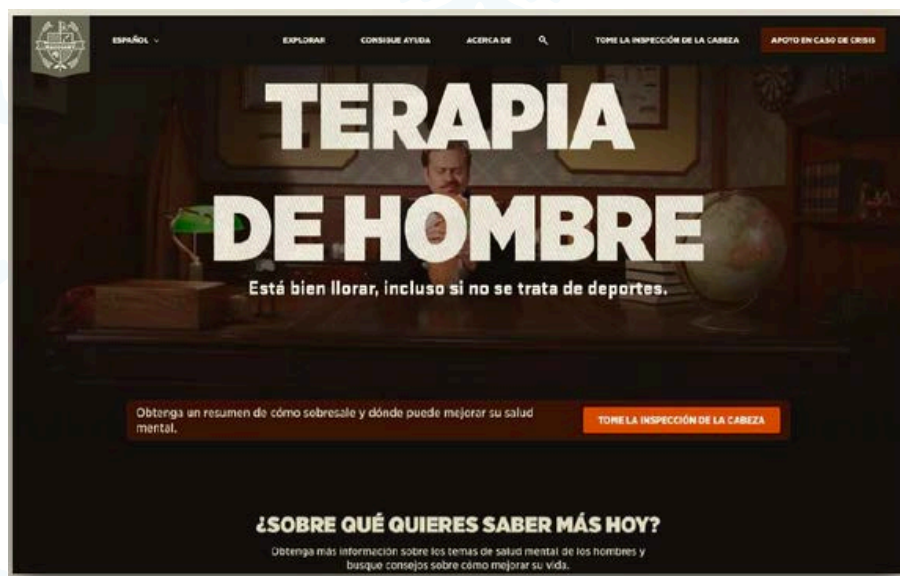 ESPAÑOL
EXPLORAR
CONSIGUE AYUDA
ACERCA DE
TOME LA INSPECCIÓN DE LA CABEZA
APOYO EN CASO DE CRISIS
TERAPIA
DE HOMBRE
Está bien llorar, incluso si no se trata de deportes.
Obtenga un resumen de cómo sobresale y dónde puede mejorar su salud
mental.
TOME LA INSPECCIÓN DE LA CABEZA
¿SOBRE QUÉ QUIERES SABER MÁS HOY?
Obtenga más información sobre los temas de salud mental de los hombres y
busque consejos sobre cómo mejorar su vida.